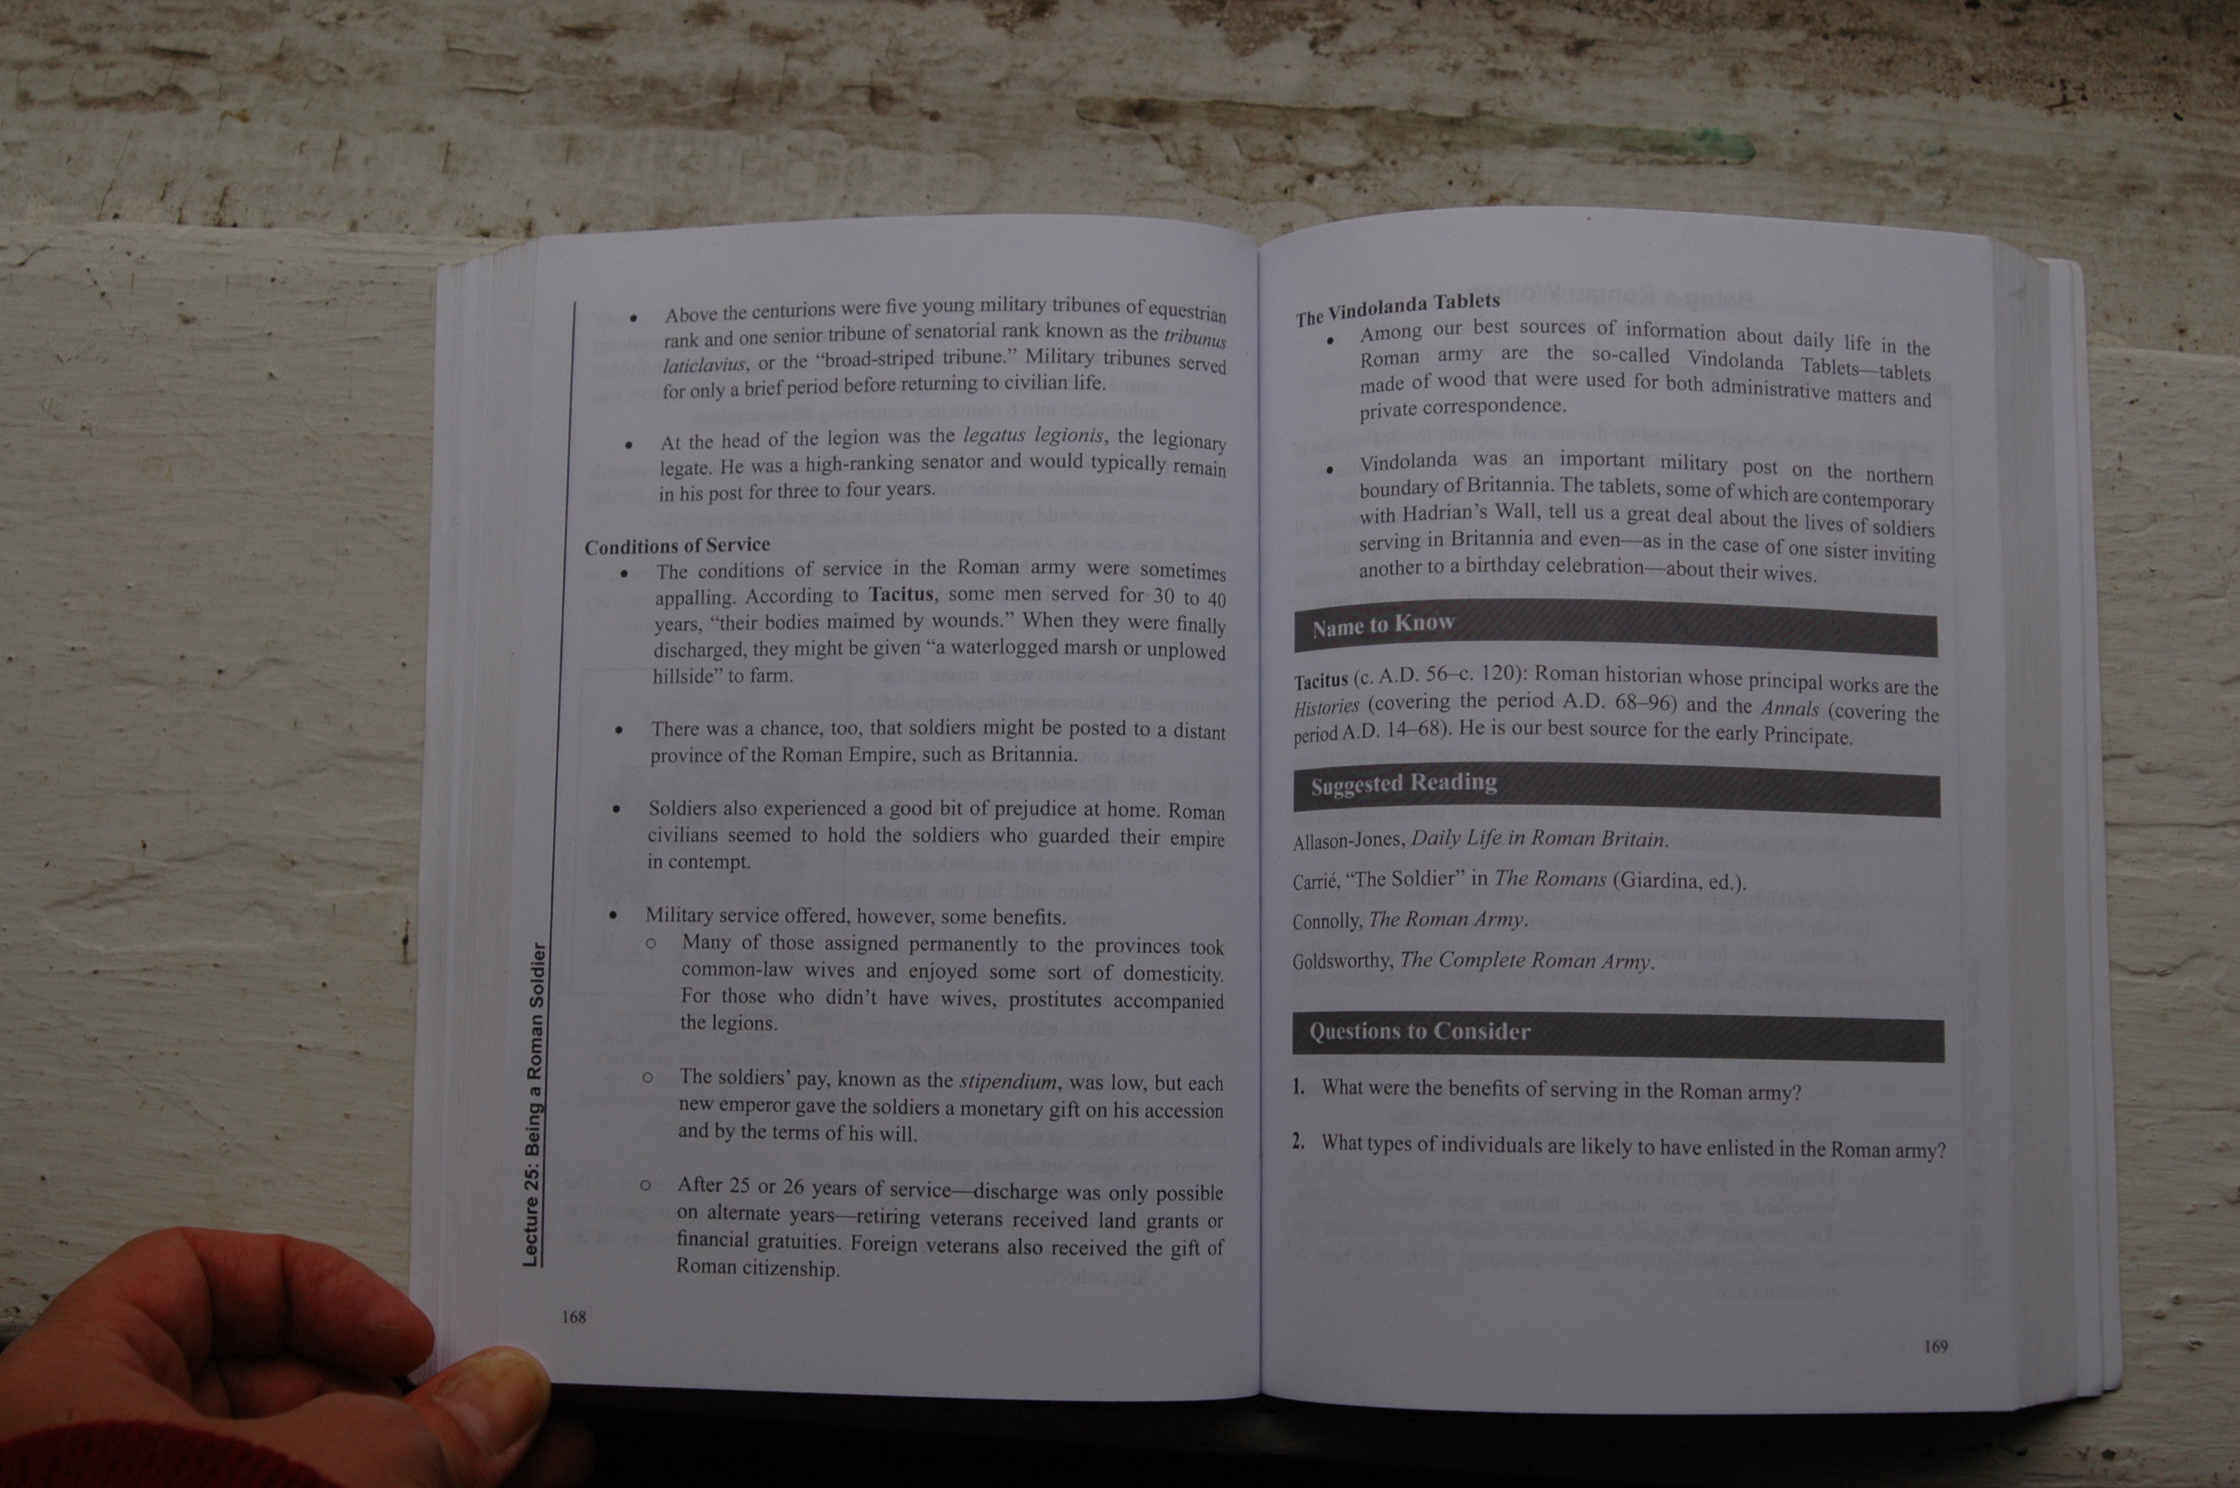 • Above the centurions were five young military tribunes of equestrian
rank and one senior tribune of senatorial rank known as the tribunus
laticlavius, or the “broad-striped tribune.” Military tribunes served
for only a brief period before returning to civilian life.
• At the head of the legion was the legatus legionis, the legionary
legate. He was a high-ranking senator and would typically remain
in his post for three to four years.
Conditions of Service
• The conditions of service in the Roman army were sometimes
appalling. According to Tacitus, some men served for 30 to 40
years, “their bodies maimed by wounds.” When they were finally
discharged, they might be given “a waterlogged marsh or unplowed
hillside” to farm.
• There was a chance, too, that soldiers might be posted to a distant
province of the Roman Empire, such as Britannia.
• Soldiers also experienced a good bit of prejudice at home. Roman
civilians seemed to hold the soldiers who guarded their empire
in contempt.
• Military service offered, however, some benefits.
o Many of those assigned permanently to the provinces took
common-law wives and enjoyed some sort of domesticity.
For those who didn’t have wives, prostitutes accompanied
the legions.
o The soldiers’ pay, known as the stipendium, was low, but each
new emperor gave the soldiers a monetary gift on his accession
and by the terms of his will.
o After 25 or 26 years of service—discharge was only possible
on alternate years—retiring veterans received land grants or
financial gratuities. Foreign veterans also received the gift of
Roman citizenship.
Lecture 25: Being a Roman Soldier
168
The Vindolanda Tablets
• Among our best sources of information about daily life in the
Roman army are the so-called Vindolanda Tablets—tablets
made of wood that were used for both administrative matters and
private correspondence.
• Vindolanda was an important military post on the northern
boundary of Britannia. The tablets, some of which are contemporary
with Hadrian’s Wall, tell us a great deal about the lives of soldiers
serving in Britannia and even—as in the case of one sister inviting
another to a birthday celebration—about their wives.
Name to Know
Tacitus (c. A.D. 56–c. 120): Roman historian whose principal works are the
Histories (covering the period A.D. 68–96) and the Annals (covering the
period A.D. 14–68). He is our best source for the early Principate.
Suggested Reading
Allason-Jones, Daily Life in Roman Britain.
Carrié, “The Soldier” in The Romans (Giardina, ed.).
Connolly, The Roman Army.
Goldsworthy, The Complete Roman Army.
Questions to Consider
1. What were the benefits of serving in the Roman army?
2. What types of individuals are likely to have enlisted in the Roman army?
169